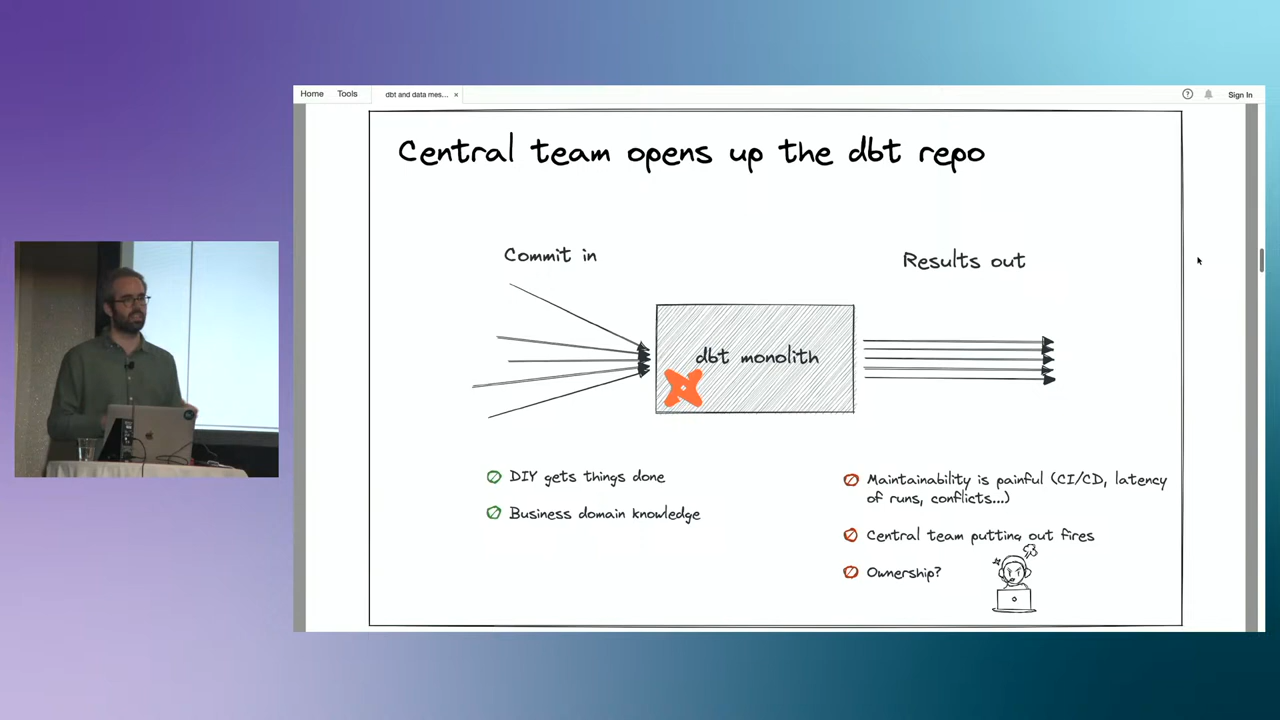 Home Tools dbt and data mes... × Sign In
Central team opens up the dbt repo
Commit in
Results out
dbt monolith
DIY gets things done
Business domain knowledge
Maintainability is painful (CI/CD, latency
of runs, conflicts...)
Central team putting out fires
Ownership?